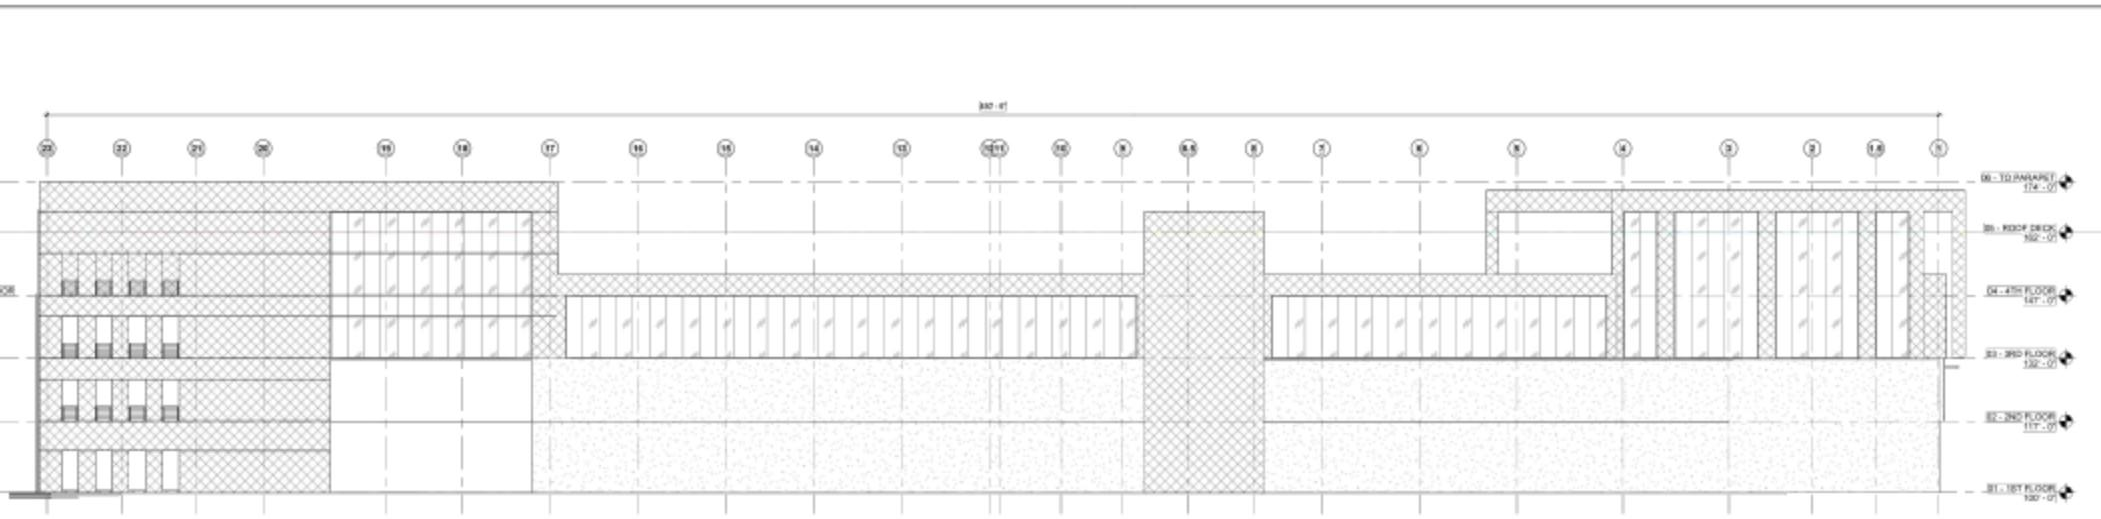 23 22 21 20 19 18 17 16 15 14 13 12 11 10 9 8.5 8 7 6 5 4 3 2 1.8 1
06 - TO PARAPET
174' - 0"
05 - ROOF DECK
162' - 0"
04 - 4TH FLOOR
147' - 0"
03 - 3RD FLOOR
132' - 0"
02 - 2ND FLOOR
117' - 0"
01 - 1ST FLOOR
100' - 0"